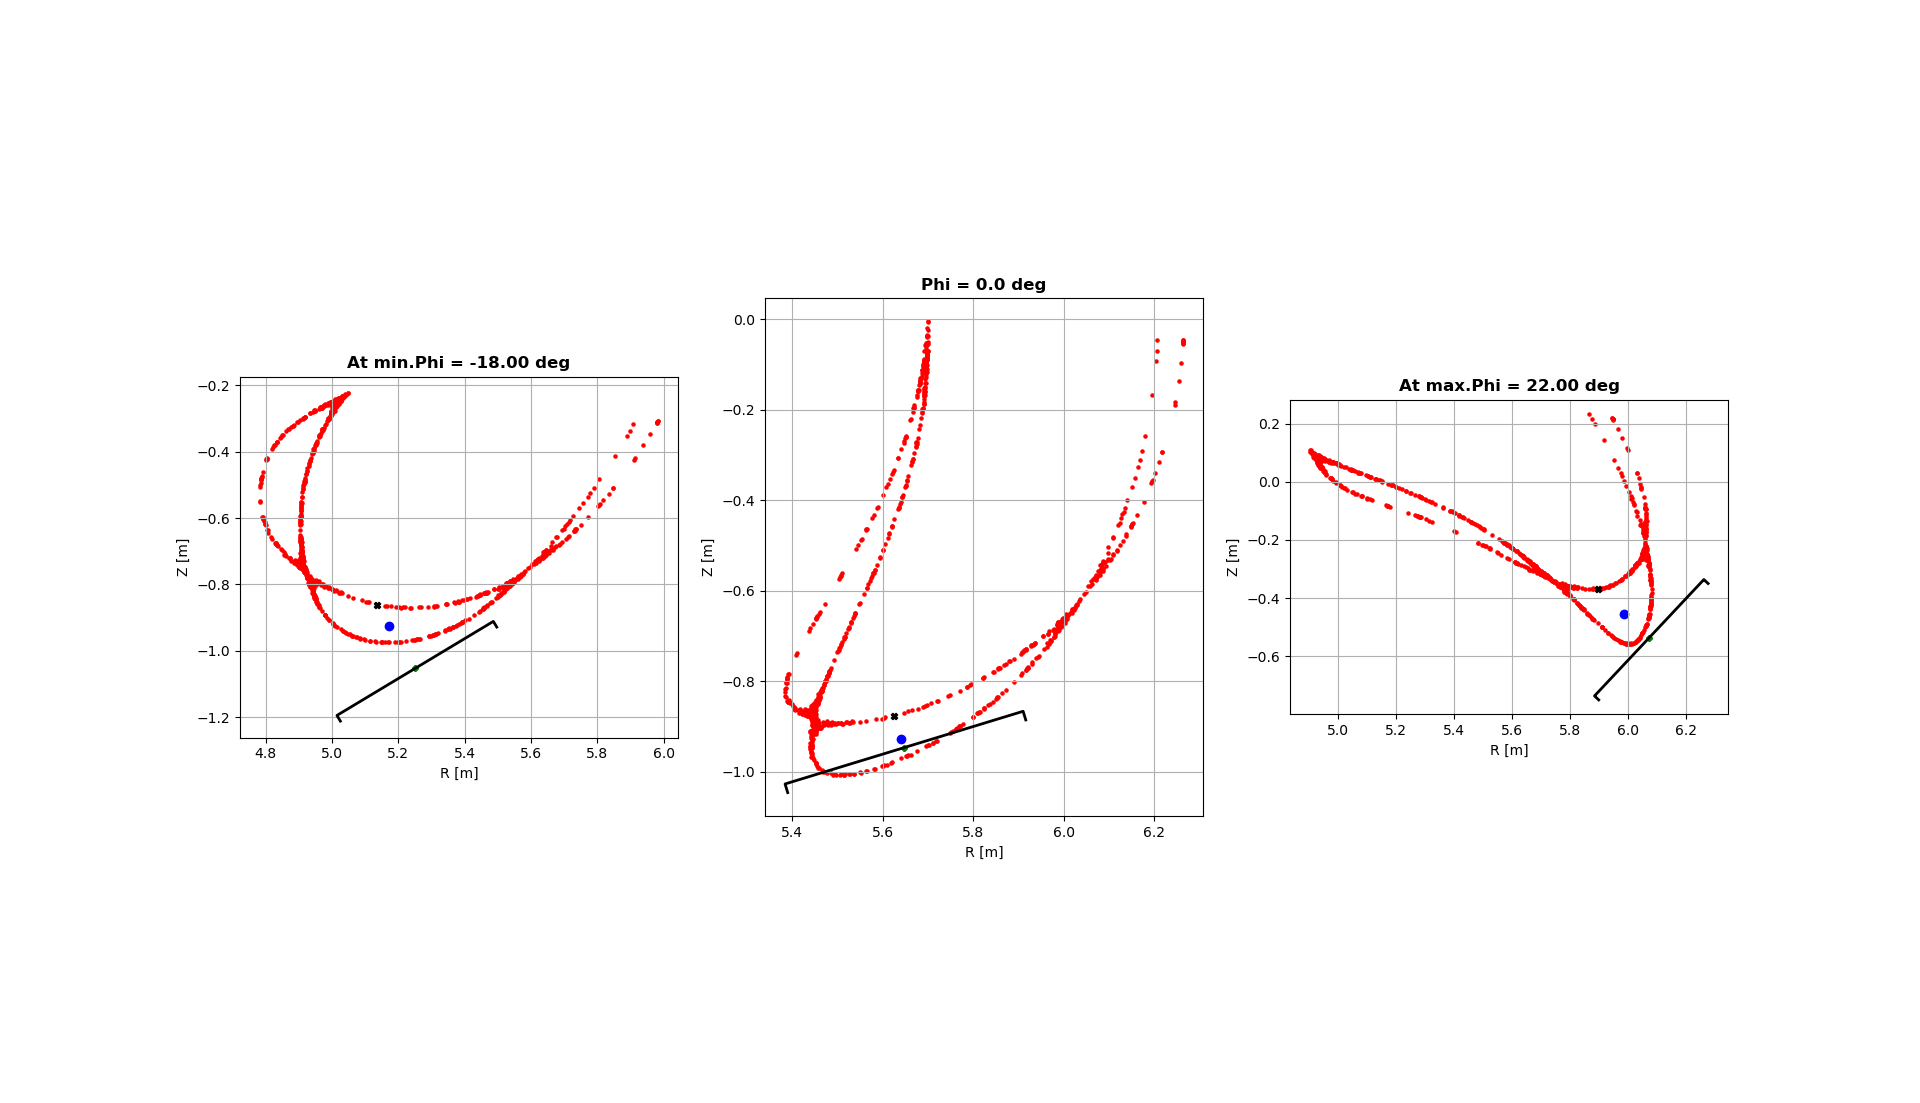 At min.Phi = -18.00 deg
Z [m]
−0.2
−0.4
−0.6
−0.8
−1.0
−1.2
4.8 5.0 5.2 5.4 5.6 5.8 6.0
R [m]
Phi = 0.0 deg
Z [m]
0.0
−0.2
−0.4
−0.6
−0.8
−1.0
5.4 5.6 5.8 6.0 6.2
R [m]
At max.Phi = 22.00 deg
Z [m]
0.2
0.0
−0.2
−0.4
−0.6
5.0 5.2 5.4 5.6 5.8 6.0 6.2
R [m]